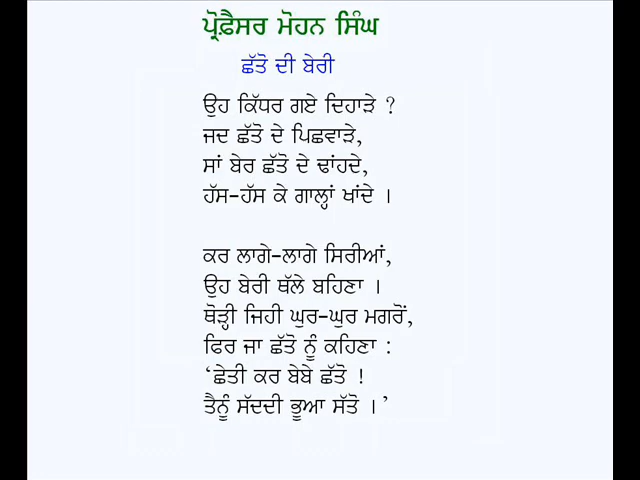 ਪ੍ਰੋਫ਼ੈਸਰ ਮੋਹਨ ਸਿੰਘ
ਛੱਤੋ ਦੀ ਬੇਰੀ
ਉਹ ਕਿੱਧਰ ਗਏ ਦਿਹਾੜੇ ?
ਜਦ ਛੱਤੋ ਦੇ ਪਿਛਵਾੜੇ,
ਸਾਂ ਬੇਰ ਛੱਤੋ ਦੇ ਢਾਂਹਦੇ,
ਹੱਸ-ਹੱਸ ਕੇ ਗਾਲ੍ਹਾਂ ਖਾਂਦੇ ।
ਕਰ ਲਾਗੇ-ਲਾਗੇ ਸਿਰੀਆਂ,
ਉਹ ਬੇਰੀ ਥੱਲੇ ਬਹਿਣਾ ।
ਥੋੜ੍ਹੀ ਜਿਹੀ ਘੁਰ-ਘੁਰ ਮਗਰੋਂ,
ਫਿਰ ਜਾ ਛੱਤੋ ਨੂੰ ਕਹਿਣਾ :
‘ਛੇਤੀ ਕਰ ਬੇਬੇ ਛੱਤੋ !
ਤੈਨੂੰ ਸੱਦਦੀ ਭੂਆ ਸੱਤੋ ।’